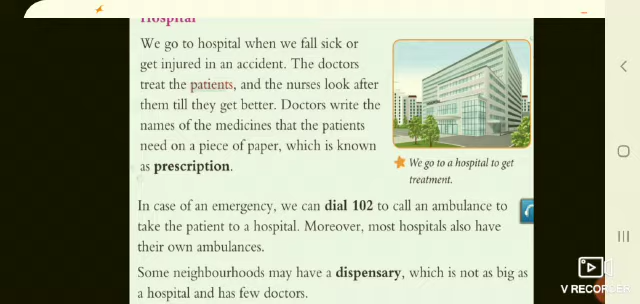 Hospital
We go to hospital when we fall sick or
get injured in an accident. The doctors
treat the patients, and the nurses look after
them till they get better. Doctors write the
names of the medicines that the patients
need on a piece of paper, which is known
as prescription.
We go to a hospital to get
treatment.
In case of an emergency, we can dial 102 to call an ambulance to
take the patient to a hospital. Moreover, most hospitals also have
their own ambulances.
Some neighbourhoods may have a dispensary, which is not as big as
a hospital and has few doctors.
V RECORDER